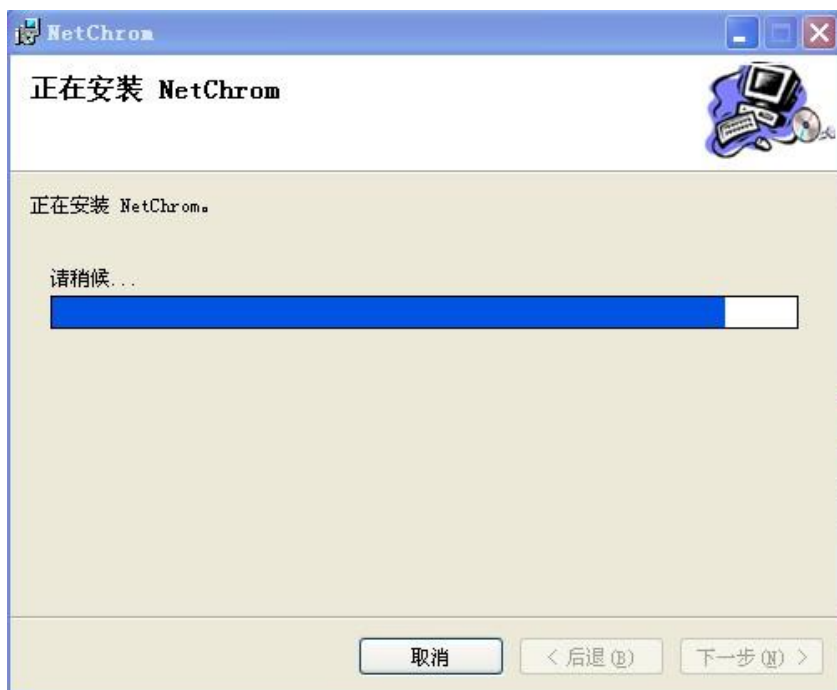 NetChrom
正在安装 NetChrom
正在安装 NetChrom。
请稍候...
取消
< 后退(B)
下一步(N) >